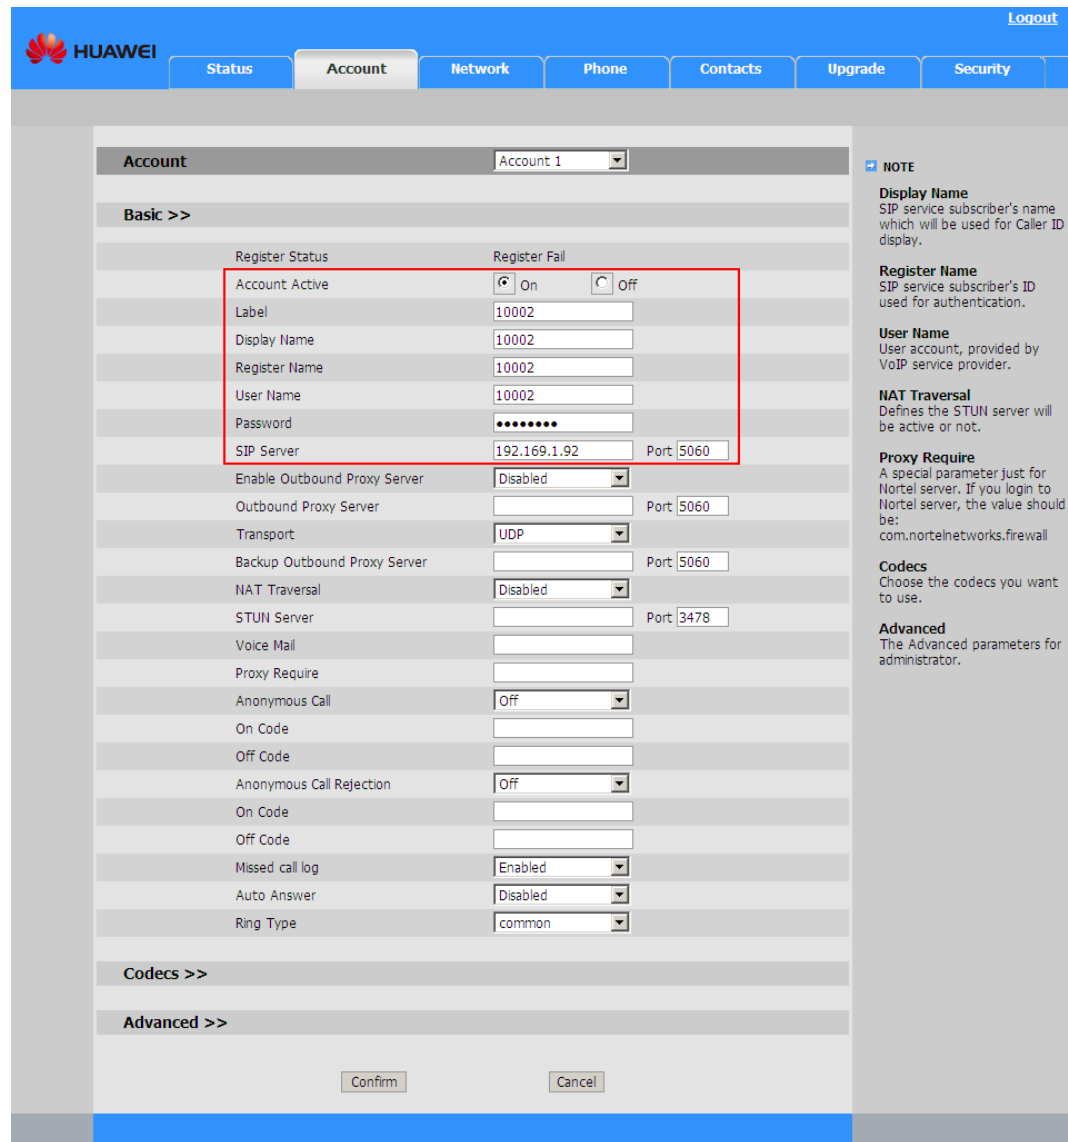 Logout
HUAWEI
Status Account Network Phone Contacts Upgrade Security
Account Account 1
Basic >>
Register Status Register Fail
Account Active On Off
Label 10002
Display Name 10002
Register Name 10002
User Name 10002
Password ••••••••
SIP Server 192.169.1.92 Port 5060
Enable Outbound Proxy Server Disabled
Outbound Proxy Server Port 5060
Transport UDP
Backup Outbound Proxy Server Port 5060
NAT Traversal Disabled
STUN Server Port 3478
Voice Mail
Proxy Require
Anonymous Call Off
On Code
Off Code
Anonymous Call Rejection Off
On Code
Off Code
Missed call log Enabled
Auto Answer Disabled
Ring Type common
Codecs >>
Advanced >>
Confirm Cancel
NOTE
Display Name
SIP service subscriber's name
which will be used for Caller ID
display.
Register Name
SIP service subscriber's ID
used for authentication.
User Name
User account, provided by
VoIP service provider.
NAT Traversal
Defines the STUN server will
be active or not.
Proxy Require
A special parameter just for
Nortel server. If you login to
Nortel server, the value should
be:
com.nortelnetworks.firewall
Codecs
Choose the codecs you want
to use.
Advanced
The Advanced parameters for
administrator.